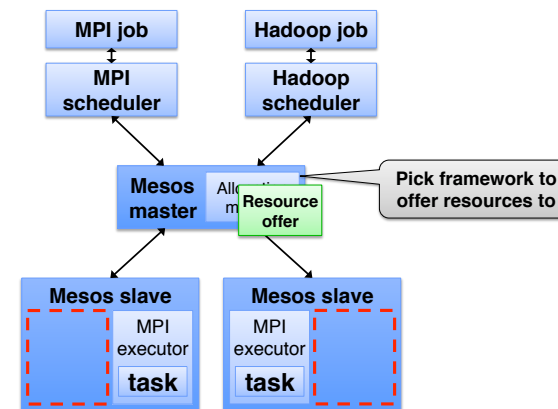 MPI job
Hadoop job
MPI
scheduler
Hadoop
scheduler
Mesos
master
Resource
offer
Pick framework to
offer resources to
Mesos slave
MPI
executor
task
Mesos slave
MPI
executor
task